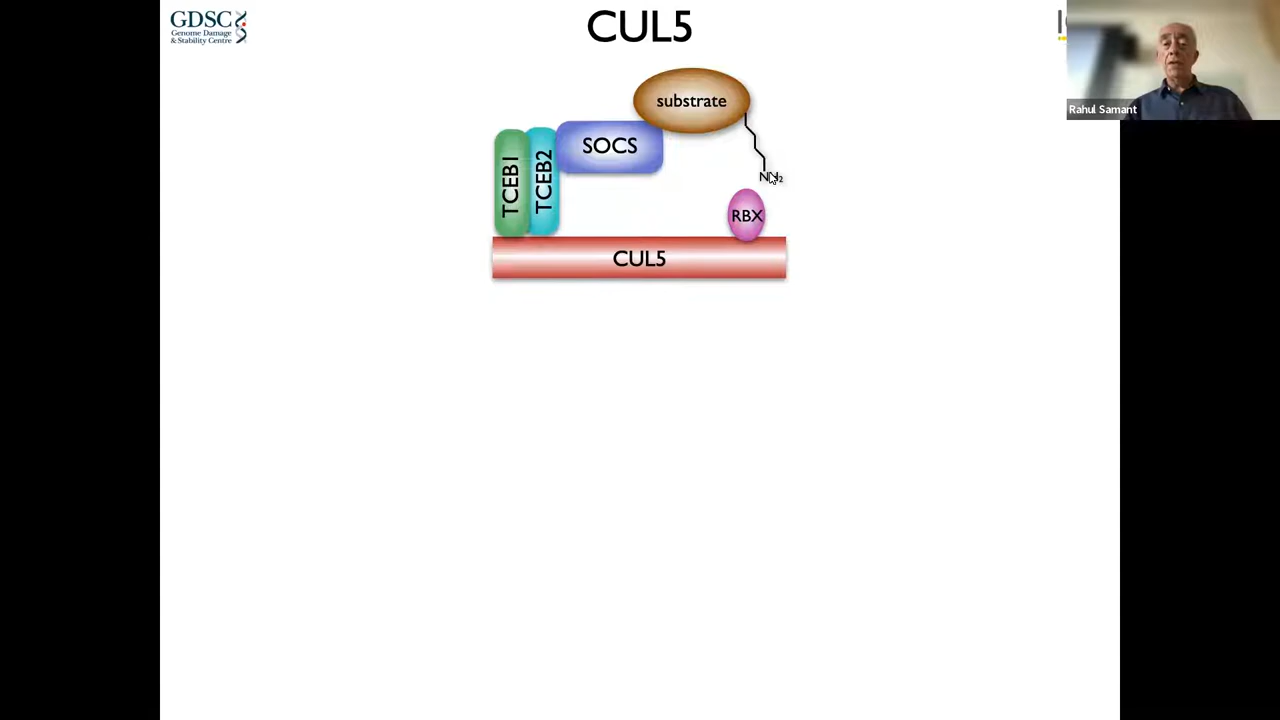 GDSC
Genome Damage
& Stability Centre
CUL5
Rahul Samant
substrate
SOCS
TCEB1
TCEB2
RBX
CUL5